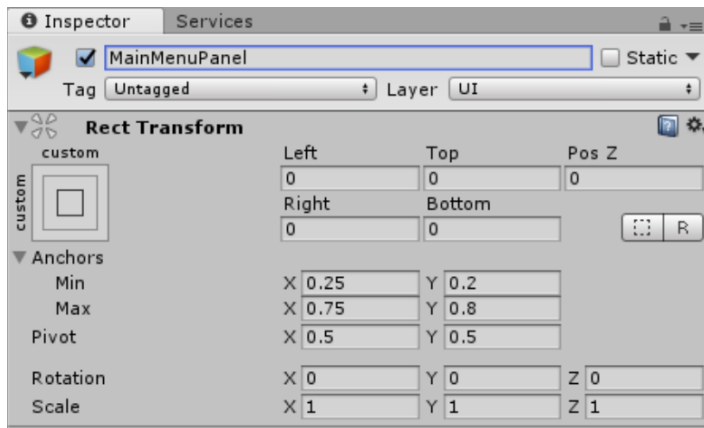 Inspector Services
MainMenuPanel Static
Tag Untagged Layer UI
Rect Transform
custom Left Top Pos Z
custom 0 0 0
Right Bottom
0 0 R
Anchors
Min X 0.25 Y 0.2
Max X 0.75 Y 0.8
Pivot X 0.5 Y 0.5
Rotation X 0 Y 0 Z 0
Scale X 1 Y 1 Z 1